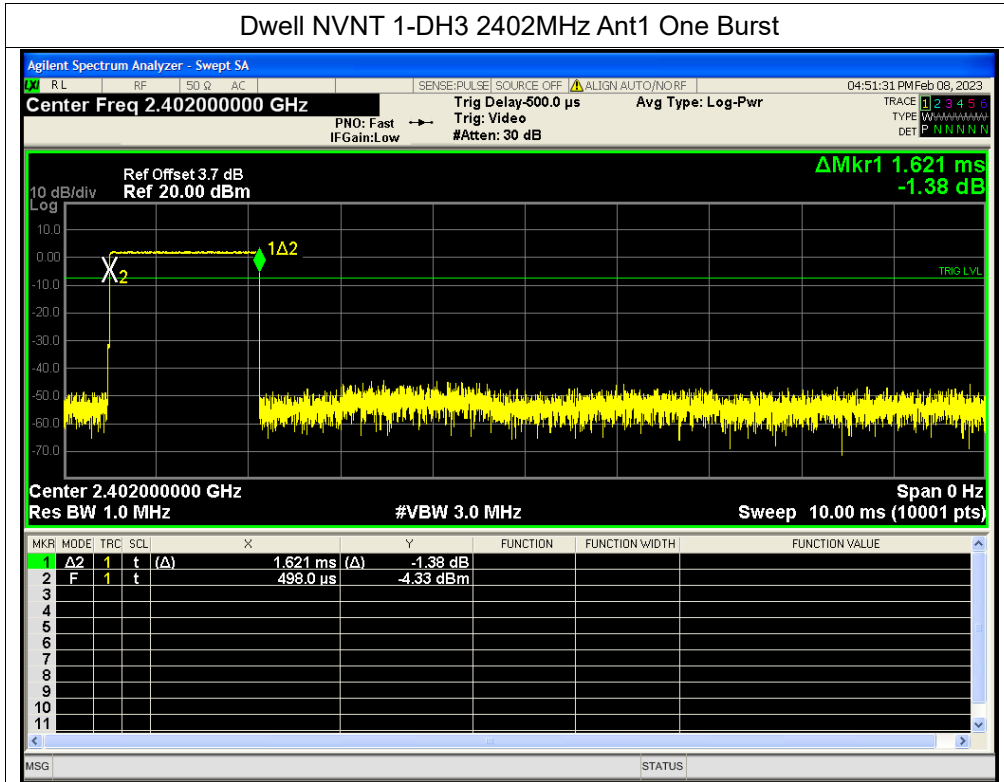 Dwell NVNT 1-DH3 2402MHz Ant1 One Burst
Agilent Spectrum Analyzer - Swept SA
LXI RL RF 50 Ω AC SENSE:PULSE SOURCE OFF ALIGN AUTO/NO RF 04:51:31 PM Feb 08, 2023
Center Freq 2.402000000 GHz Trig Delay-500.0 µs Avg Type: Log-Pwr TRACE 1 2 3 4 5 6
PNO: Fast Trig: Video TYPE WWWWWW
IFGain:Low #Atten: 30 dB DET P N N N N N
ΔMkr1 1.621 ms
-1.38 dB
Ref Offset 3.7 dB
10 dB/div Ref 20.00 dBm
Log
10.0
0.00
-10.0
-20.0
-30.0
-40.0
-50.0
-60.0
-70.0
1Δ2
2
TRIG LVL
Center 2.402000000 GHz Span 0 Hz
Res BW 1.0 MHz #VBW 3.0 MHz Sweep 10.00 ms (10001 pts)
MKR MODE TRC SCL X Y FUNCTION FUNCTION WIDTH FUNCTION VALUE
1 Δ2 1 t (Δ) 1.621 ms (Δ) -1.38 dB
2 F 1 t 498.0 µs -4.33 dBm
3
4
5
6
7
8
9
10
11
MSG STATUS